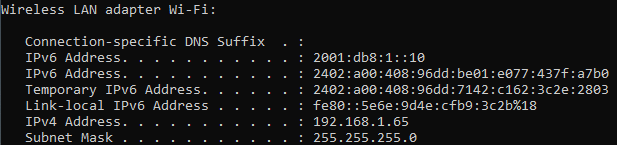 Wireless LAN adapter Wi-Fi:
Connection-specific DNS Suffix . :
IPv6 Address. . . . . . . . . . . : 2001:db8:1::10
IPv6 Address. . . . . . . . . . . : 2402:a00:408:96dd:be01:e077:437f:a7b0
Temporary IPv6 Address. . . . . . : 2402:a00:408:96dd:7142:c162:3c2e:2803
Link-local IPv6 Address . . . . . : fe80::5e6e:9d4e:cfb9:3c2b%18
IPv4 Address. . . . . . . . . . . : 192.168.1.65
Subnet Mask . . . . . . . . . . . : 255.255.255.0